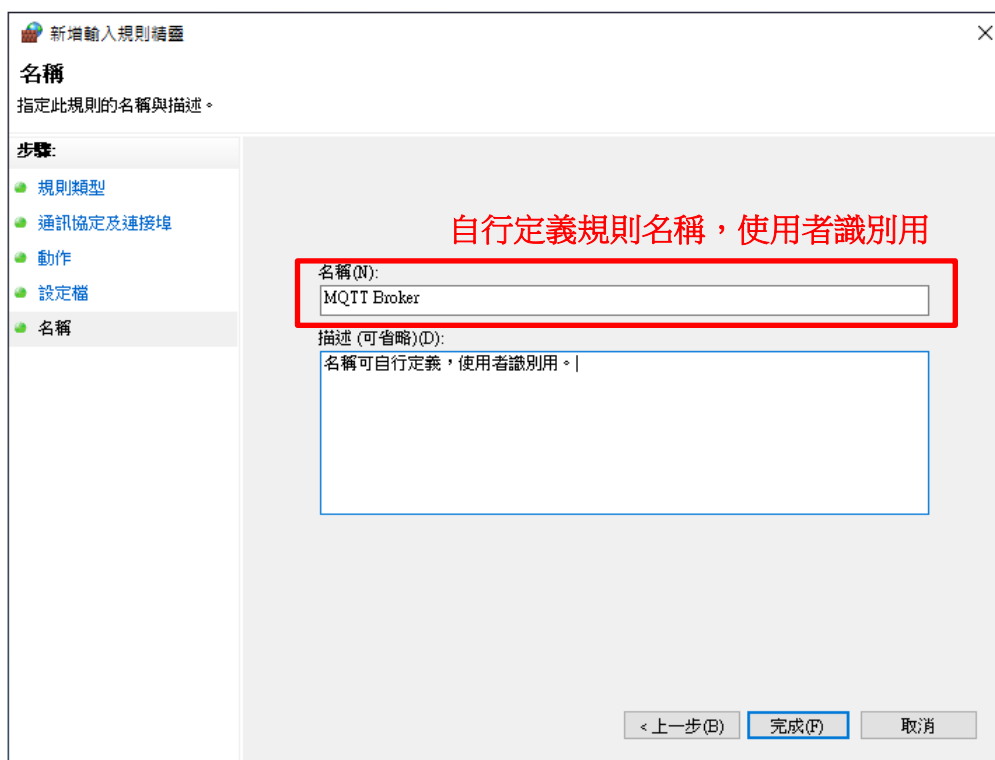 新增輸入規則精靈
名稱
指定此規則的名稱與描述。
步驟:
規則類型
通訊協定及連接埠
動作
設定檔
名稱
自行定義規則名稱，使用者識別用
名稱(N):
MQTT Broker
描述 (可省略)(D):
名稱可自行定義，使用者識別用。
<上一步(B)
完成(F)
取消